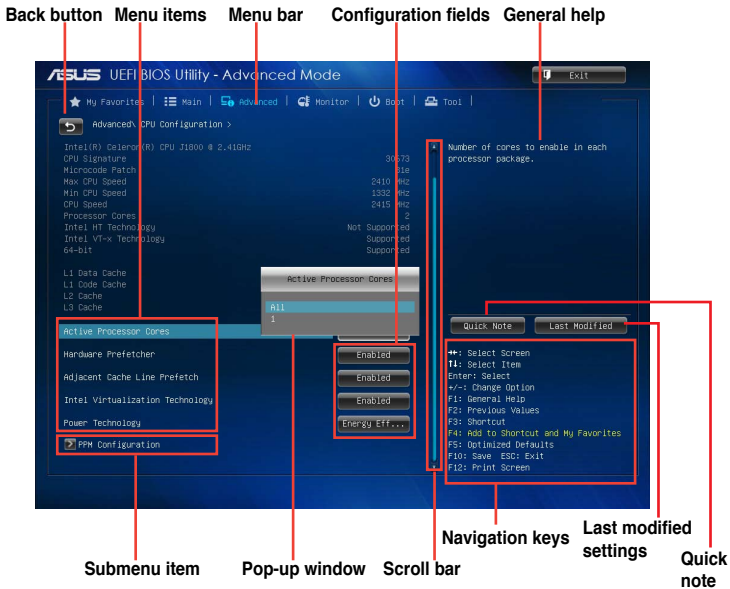 Back button Menu items Menu bar Configuration fields General help
ASUS UEFI BIOS Utility - Advanced Mode
Exit
My Favorites Main Advanced Monitor Boot Tool
Advanced\ CPU Configuration >
Intel(R) Celeron(R) CPU J1800 @ 2.41GHz
CPU Signature 30673
Microcode Patch 31e
Max CPU Speed 2410 MHz
Min CPU Speed 1332 MHz
CPU Speed 2415 MHz
Processor Cores 2
Intel HT Technology Not Supported
Intel VT-x Technology Supported
64-bit Supported
L1 Data Cache
L1 Code Cache
L2 Cache
L3 Cache
Active Processor Cores
All
1
Active Processor Cores
Hardware Prefetcher Enabled
Adjacent Cache Line Prefetch Enabled
Intel Virtualization Technology Enabled
Power Technology Energy Eff...
PPM Configuration
Number of cores to enable in each
processor package.
Quick Note Last Modified
→←: Select Screen
↑↓: Select Item
Enter: Select
+/-: Change Option
F1: General Help
F2: Previous Values
F3: Shortcut
F4: Add to Shortcut and My Favorites
F5: Optimized Defaults
F10: Save ESC: Exit
F12: Print Screen
Submenu item Pop-up window Scroll bar
Navigation keys
Last modified
settings
Quick
note